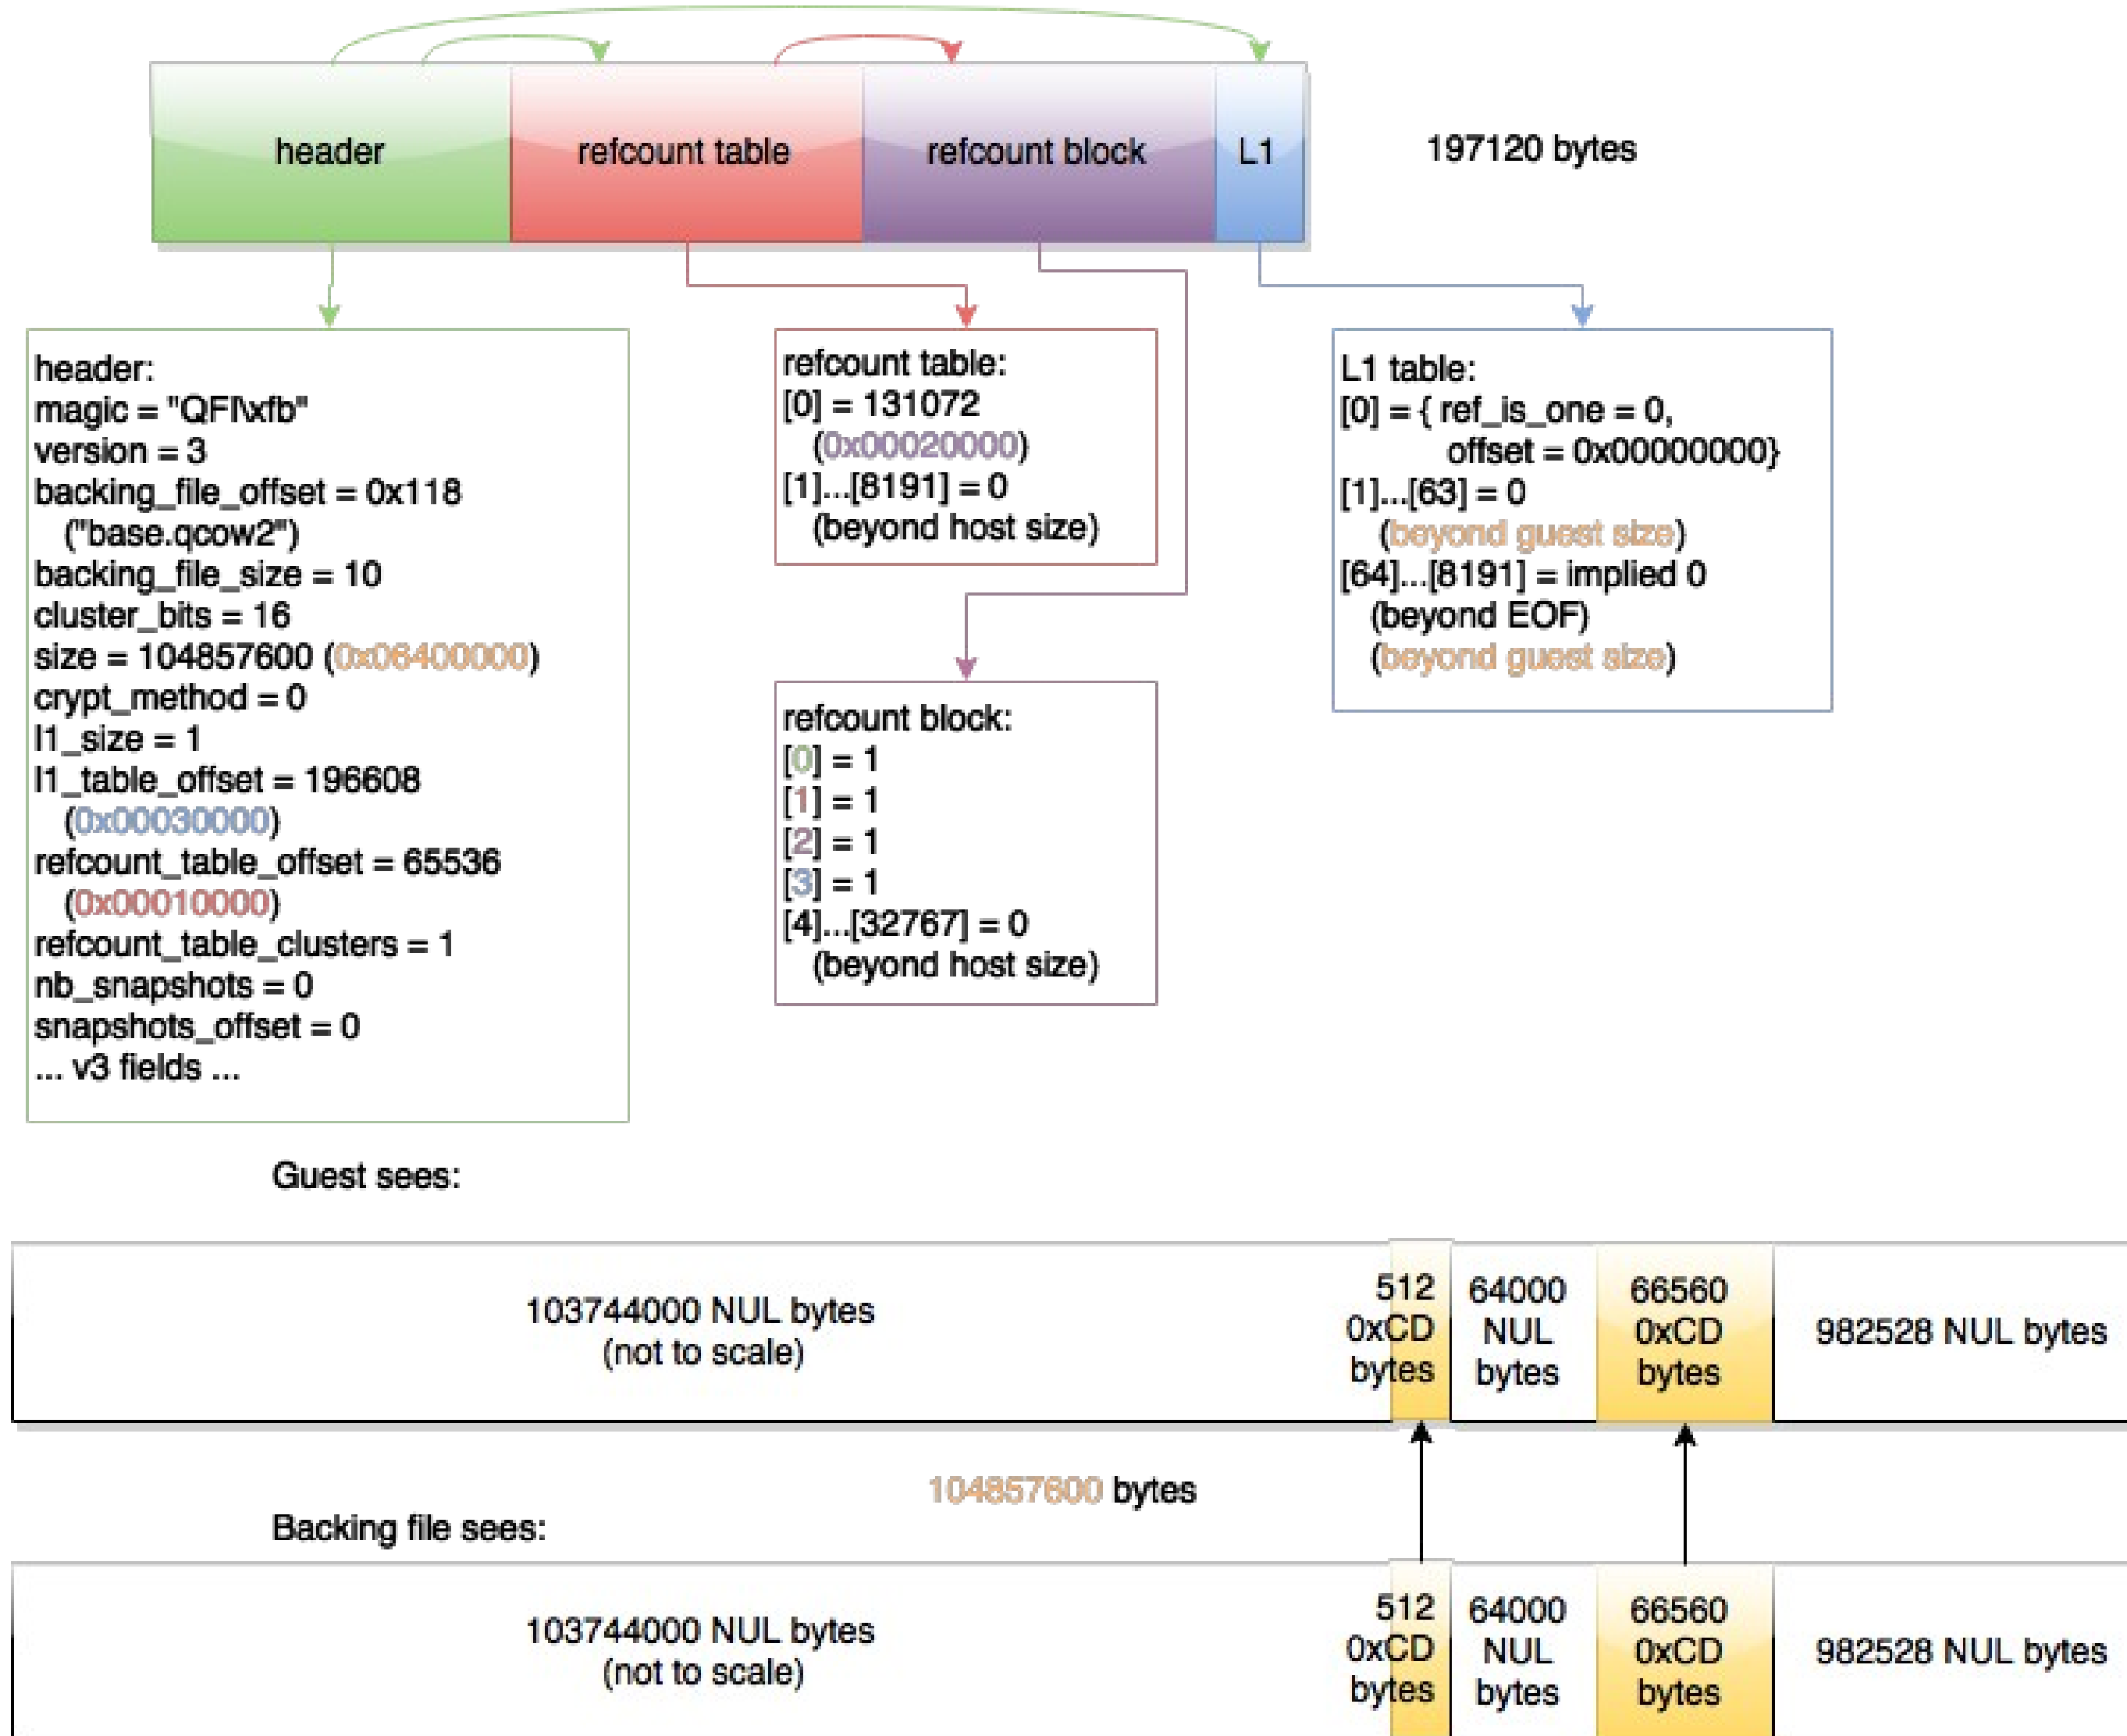 header
refcount table
refcount block
L1
197120 bytes
header:
magic = "QFI\xfb"
version = 3
backing_file_offset = 0x118
("base.qcow2")
backing_file_size = 10
cluster_bits = 16
size = 104857600 (0x06400000)
crypt_method = 0
l1_size = 1
l1_table_offset = 196608
(0x00030000)
refcount_table_offset = 65536
(0x00010000)
refcount_table_clusters = 1
nb_snapshots = 0
snapshots_offset = 0
... v3 fields ...
refcount table:
[0] = 131072
(0x00020000)
[1]...[8191] = 0
(beyond host size)
refcount block:
[0] = 1
[1] = 1
[2] = 1
[3] = 1
[4]...[32767] = 0
(beyond host size)
L1 table:
[0] = { ref_is_one = 0,
offset = 0x00000000}
[1]...[63] = 0
(beyond guest size)
[64]...[8191] = implied 0
(beyond EOF)
(beyond guest size)
Guest sees:
103744000 NUL bytes
(not to scale)
512
0xCD
bytes
64000
NUL
bytes
66560
0xCD
bytes
982528 NUL bytes
104857600 bytes
Backing file sees:
103744000 NUL bytes
(not to scale)
512
0xCD
bytes
64000
NUL
bytes
66560
0xCD
bytes
982528 NUL bytes